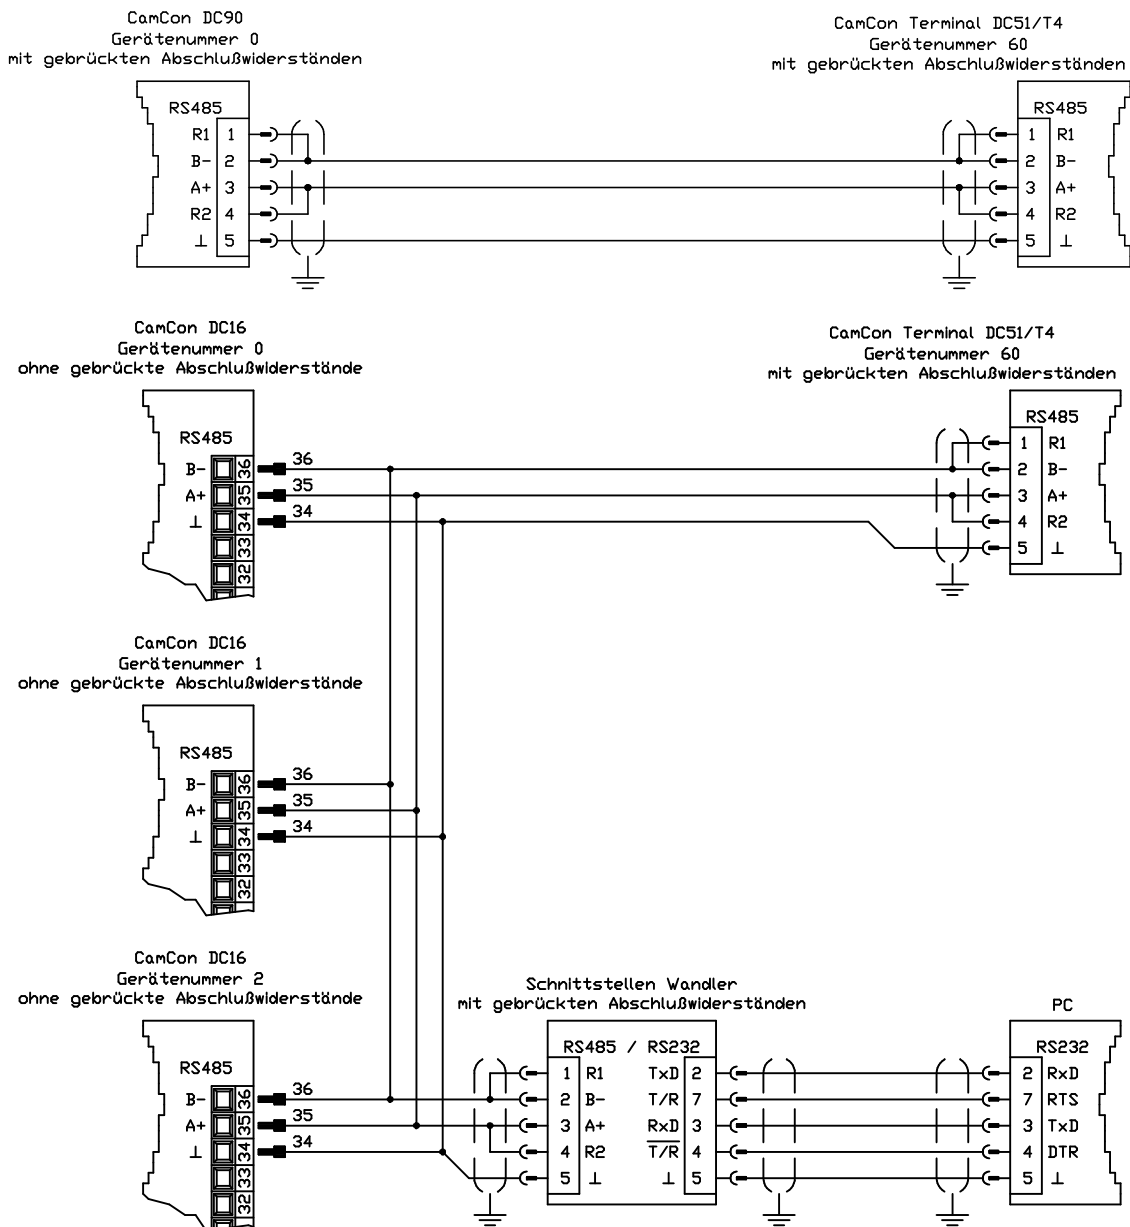 CamCon DC90
Gerätenummer 0
mit gebrückten Abschlußwiderständen
CamCon Terminal DC51/T4
Gerätenummer 60
mit gebrückten Abschlußwiderständen
RS485
R1 1
B- 2
A+ 3
R2 4
⊥ 5
RS485
1 R1
2 B-
3 A+
4 R2
5 ⊥
CamCon DC16
Gerätenummer 0
ohne gebrückte Abschlußwiderstände
CamCon Terminal DC51/T4
Gerätenummer 60
mit gebrückten Abschlußwiderständen
RS485
B- 36 36
A+ 35 35
⊥ 34 34
33
32
RS485
1 R1
2 B-
3 A+
4 R2
5 ⊥
CamCon DC16
Gerätenummer 1
ohne gebrückte Abschlußwiderstände
RS485
B- 36 36
A+ 35 35
⊥ 34 34
33
32
CamCon DC16
Gerätenummer 2
ohne gebrückte Abschlußwiderstände
RS485
B- 36 36
A+ 35 35
⊥ 34 34
33
32
Schnittstellen Wandler
mit gebrückten Abschlußwiderständen
RS485 / RS232
1 R1 TxD 2
2 B- T/R 7
3 A+ RxD 3
4 R2 T/R 4
5 ⊥ ⊥ 5
PC
RS232
2 RxD
7 RTS
3 TxD
4 DTR
5 ⊥